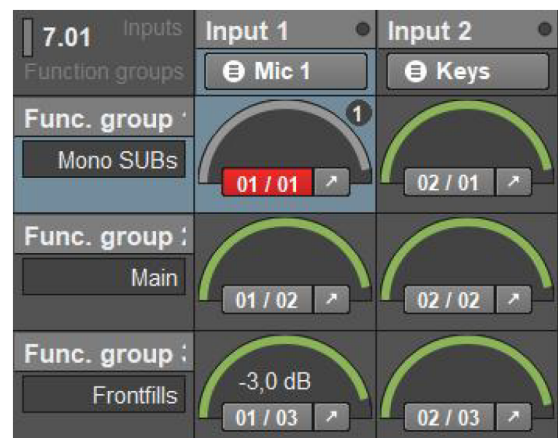 7.01 Inputs
Function groups
Input 1
Input 2
Mic 1
Keys
Func. group
Mono SUBs
1
01 / 01
02 / 01
Func. group
Main
01 / 02
02 / 02
Func. group
Frontfills
-3,0 dB
01 / 03
02 / 03